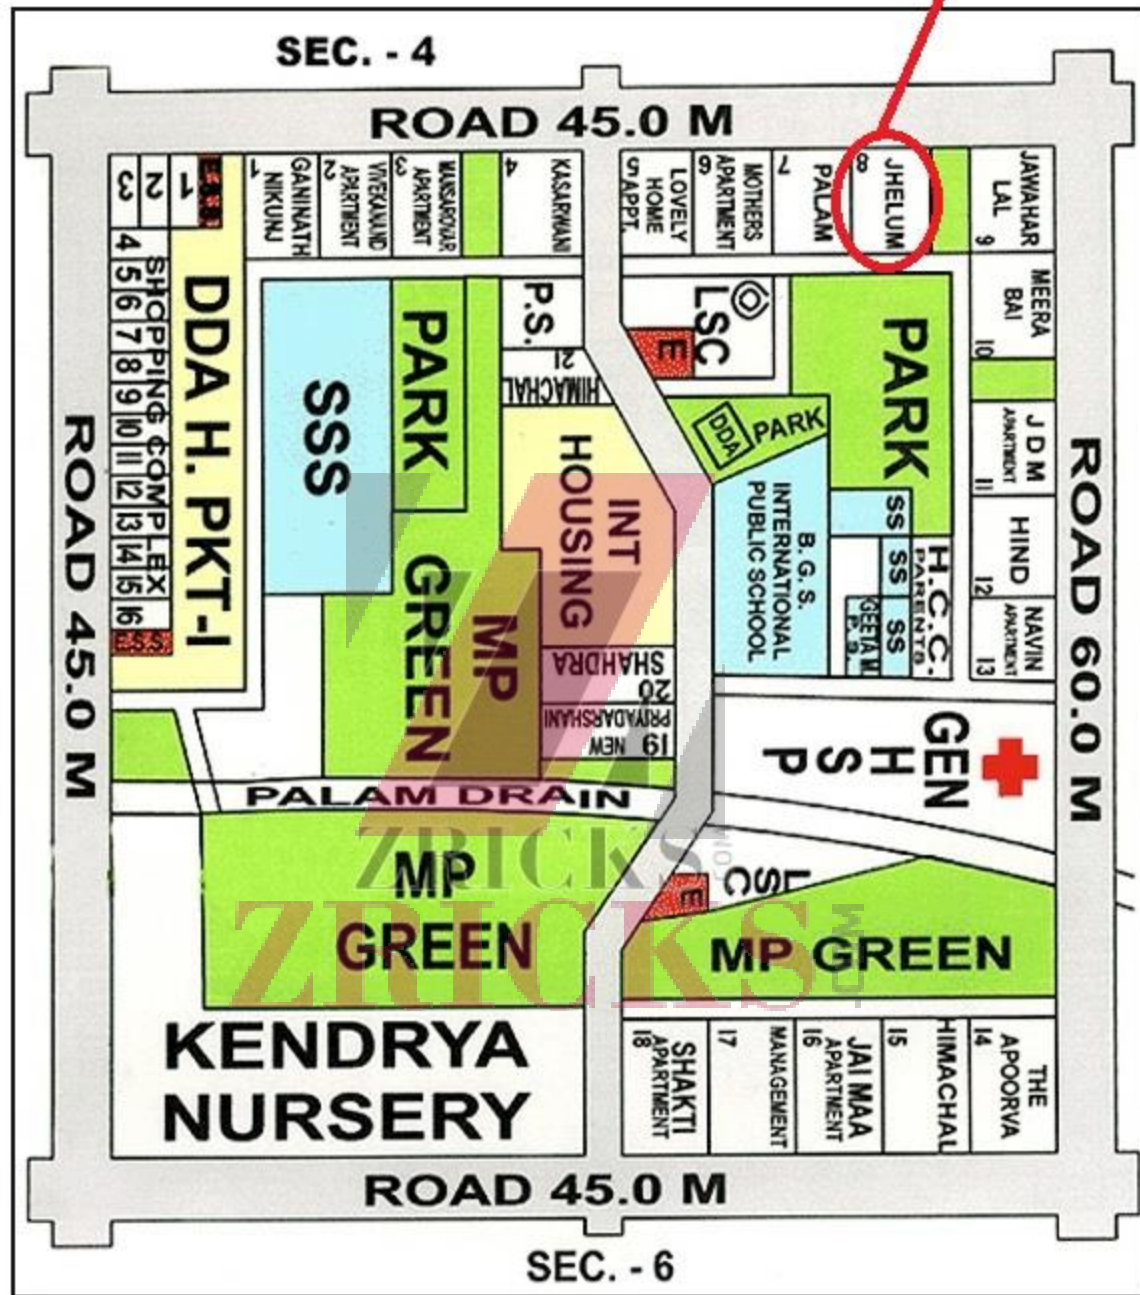 SEC. - 4
ROAD 45.0 M
1
2
3
4
5
6
7
8
9
10
11
12
13
14
15
16
SHOPPING COMPLEX
E.S.S.
DDA H. PKT-I
GANINATH
NIKUNJ
1
VIVEKANAND
APARTMENT
2
MANSAROVAR
APARTMENT
3
KASARWANI
4
LOVELY
HOME
5 APPT.
MOTHERS
APARTMENT
6
PALAM
7
JHELUM
8
JAWAHAR
LAL
9
MEERA
BAI
10
J D M
APARTMENT
11
HIND
12
NAVIN
APARTMENT
13
SSS
PARK
P.S.
21
HIMACHAL
INT
HOUSING
MP
GREEN
SHAHDRA
20
PRIYADARSHANI
NEW
19
LSC
E
PARK
DDA
PARK
B. G. S.
INTERNATIONAL
PUBLIC SCHOOL
SS
SS
SS
GEETA M.
P. S.
H.C.C.
PARENTS
GEN
H S P
ROAD 45.0 M
ROAD 60.0 M
PALAM DRAIN
MP
GREEN
LSC
E
MP GREEN
ZRICKS
.COM
ZRICKS
.COM
KENDRYA
NURSERY
SHAKTI
APARTMENT
18
MANAGEMENT
17
JAI MAA
APARTMENT
16
HIMACHAL
15
THE
APOORVA
14
ROAD 45.0 M
SEC. - 6